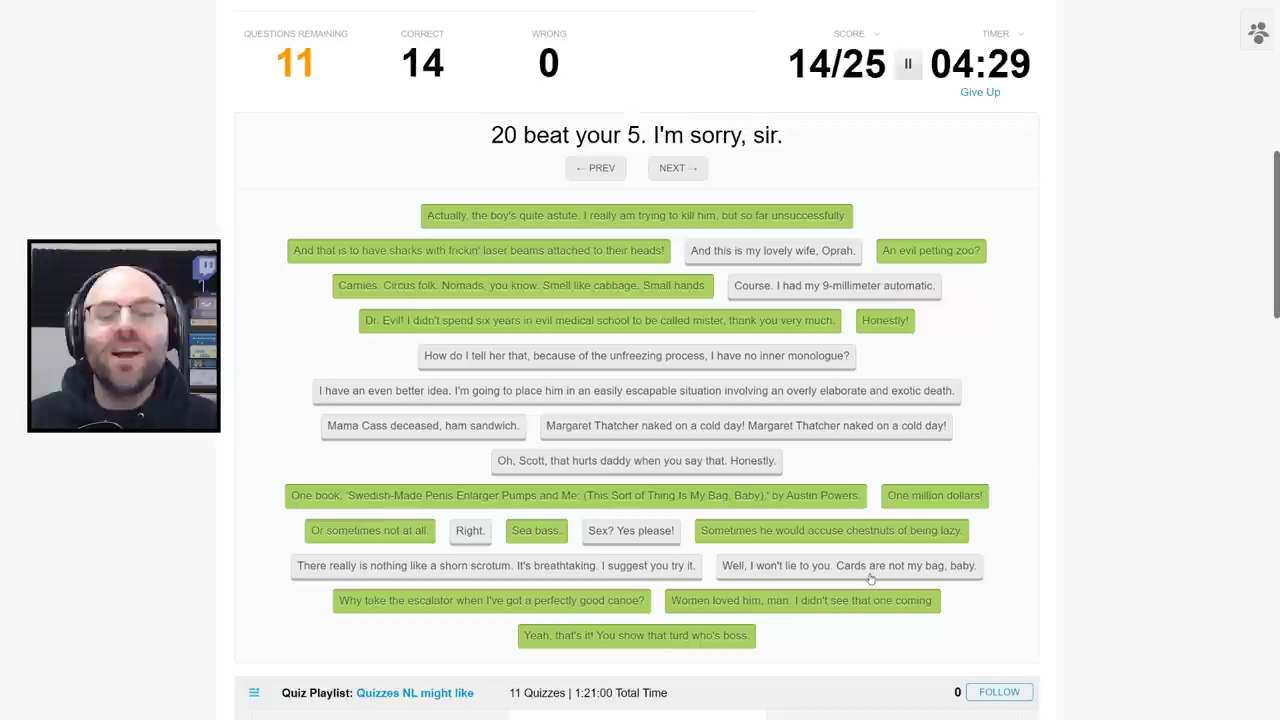 QUESTIONS REMAINING CORRECT WRONG SCORE TIMER
11 14 0 14/25 04:29
Give Up
20 beat your 5. I'm sorry, sir.
← PREV NEXT →
Actually, the boy's quite astute. I really am trying to kill him, but so far unsuccessfully
And that is to have sharks with frickin' laser beams attached to their heads! And this is my lovely wife, Oprah. An evil petting zoo?
Carnies. Circus folk. Nomads, you know. Smell like cabbage. Small hands Course. I had my 9-millimeter automatic.
Dr. Evil! I didn't spend six years in evil medical school to be called mister, thank you very much. Honestly!
How do I tell her that, because of the unfreezing process, I have no inner monologue?
I have an even better idea. I'm going to place him in an easily escapable situation involving an overly elaborate and exotic death.
Mama Cass deceased, ham sandwich. Margaret Thatcher naked on a cold day! Margaret Thatcher naked on a cold day!
Oh, Scott, that hurts daddy when you say that. Honestly.
One book, 'Swedish-Made Penis Enlarger Pumps and Me: (This Sort of Thing Is My Bag, Baby),' by Austin Powers. One million dollars!
Or sometimes not at all. Right. Sea bass. Sex? Yes please! Sometimes he would accuse chestnuts of being lazy.
There really is nothing like a shorn scrotum. It's breathtaking. I suggest you try it. Well, I won't lie to you. Cards are not my bag, baby.
Why take the escalator when I've got a perfectly good canoe? Women loved him, man. I didn't see that one coming
Yeah, that's it! You show that turd who's boss.
Quiz Playlist: Quizzes NL might like 11 Quizzes | 1:21:00 Total Time 0 FOLLOW